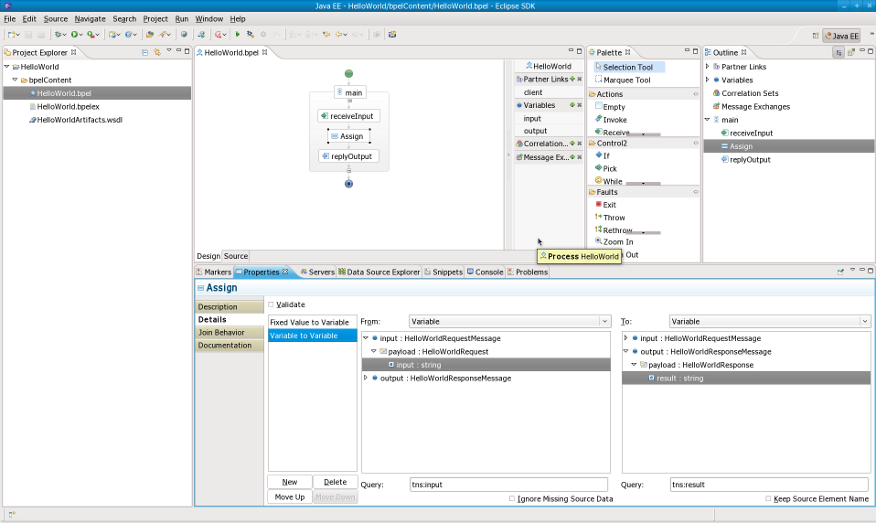 Java EE - HelloWorld/bpelContent/HelloWorld.bpel - Eclipse SDK
File Edit Source Navigate Search Project Run Window Help
Java EE
Project Explorer
HelloWorld
bpelContent
HelloWorld.bpel
HelloWorld.bpelex
HelloWorldArtifacts.wsdl
HelloWorld.bpel
main
receiveInput
Assign
replyOutput
Design Source
HelloWorld
Partner Links
client
Variables
input
output
Correlation...
Message Ex...
Process HelloWorld
Palette
Selection Tool
Marquee Tool
Actions
Empty
Invoke
Receive
Control2
If
Pick
While
Faults
Exit
Throw
Rethrow
Zoom In
Out
Outline
Partner Links
Variables
Correlation Sets
Message Exchanges
main
receiveInput
Assign
replyOutput
Markers Properties Servers Data Source Explorer Snippets Console Problems
Assign
Description
Details
Join Behavior
Documentation
Validate
Fixed Value to Variable
Variable to Variable
New Delete
Move Up Move Down
From: Variable
input : HelloWorldRequestMessage
payload : HelloWorldRequest
input : string
output : HelloWorldResponseMessage
Query: tns:input
Ignore Missing Source Data
To: Variable
input : HelloWorldRequestMessage
output : HelloWorldResponseMessage
payload : HelloWorldResponse
result : string
Query: tns:result
Keep Source Element Name